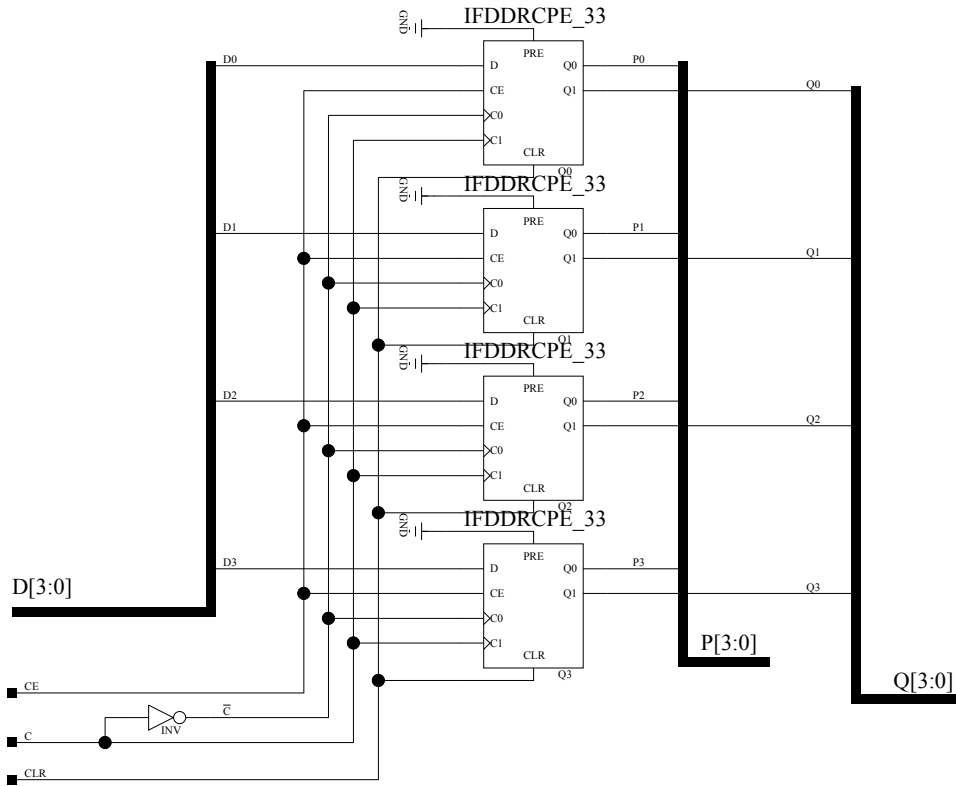 IFDDRCPE_33
GND
PRE
D0
D
Q0
P0
CE
Q1
Q0
C0
C1
CLR
Q0
IFDDRCPE_33
GND
PRE
D1
D
Q0
P1
CE
Q1
Q1
C0
C1
CLR
Q1
IFDDRCPE_33
GND
PRE
D2
D
Q0
P2
CE
Q1
Q2
C0
C1
CLR
Q2
IFDDRCPE_33
GND
PRE
D3
D
Q0
P3
D[3:0]
CE
Q1
Q3
C0
C1
P[3:0]
CLR
Q3
Q[3:0]
CE
C̅
INV
C
CLR